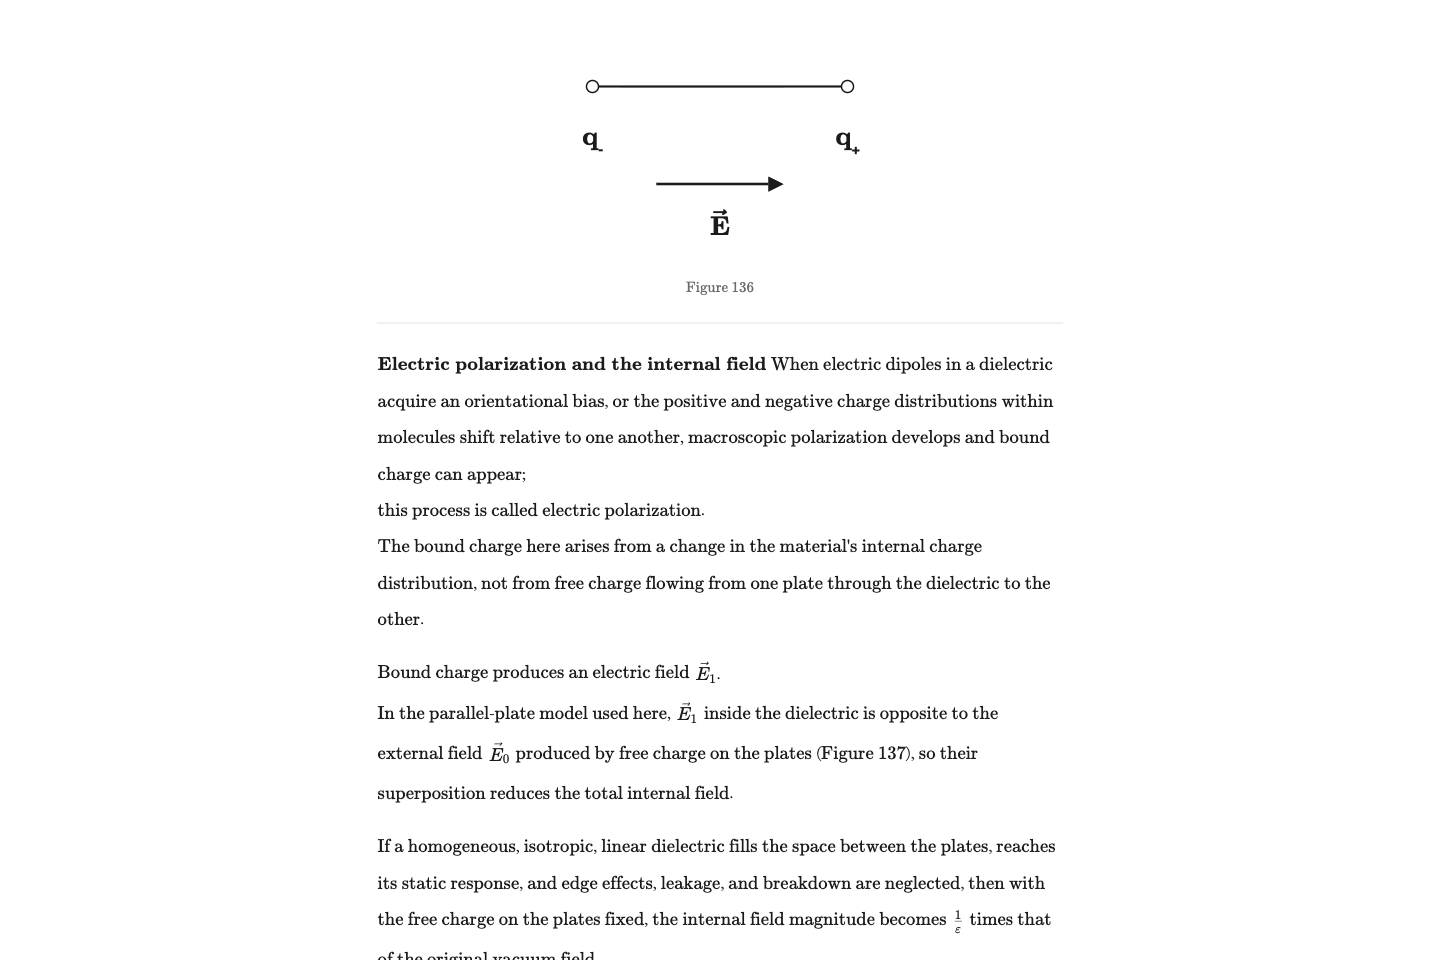 q₋ q₊
E⃗
Figure 136
Electric polarization and the internal field When electric dipoles in a dielectric
acquire an orientational bias, or the positive and negative charge distributions within
molecules shift relative to one another, macroscopic polarization develops and bound
charge can appear;
this process is called electric polarization.
The bound charge here arises from a change in the material's internal charge
distribution, not from free charge flowing from one plate through the dielectric to the
other.
Bound charge produces an electric field E⃗₁.
In the parallel-plate model used here, E⃗₁ inside the dielectric is opposite to the
external field E⃗₀ produced by free charge on the plates (Figure 137), so their
superposition reduces the total internal field.
If a homogeneous, isotropic, linear dielectric fills the space between the plates, reaches
its static response, and edge effects, leakage, and breakdown are neglected, then with
the free charge on the plates fixed, the internal field magnitude becomes 1/ε times that
of the original vacuum field.